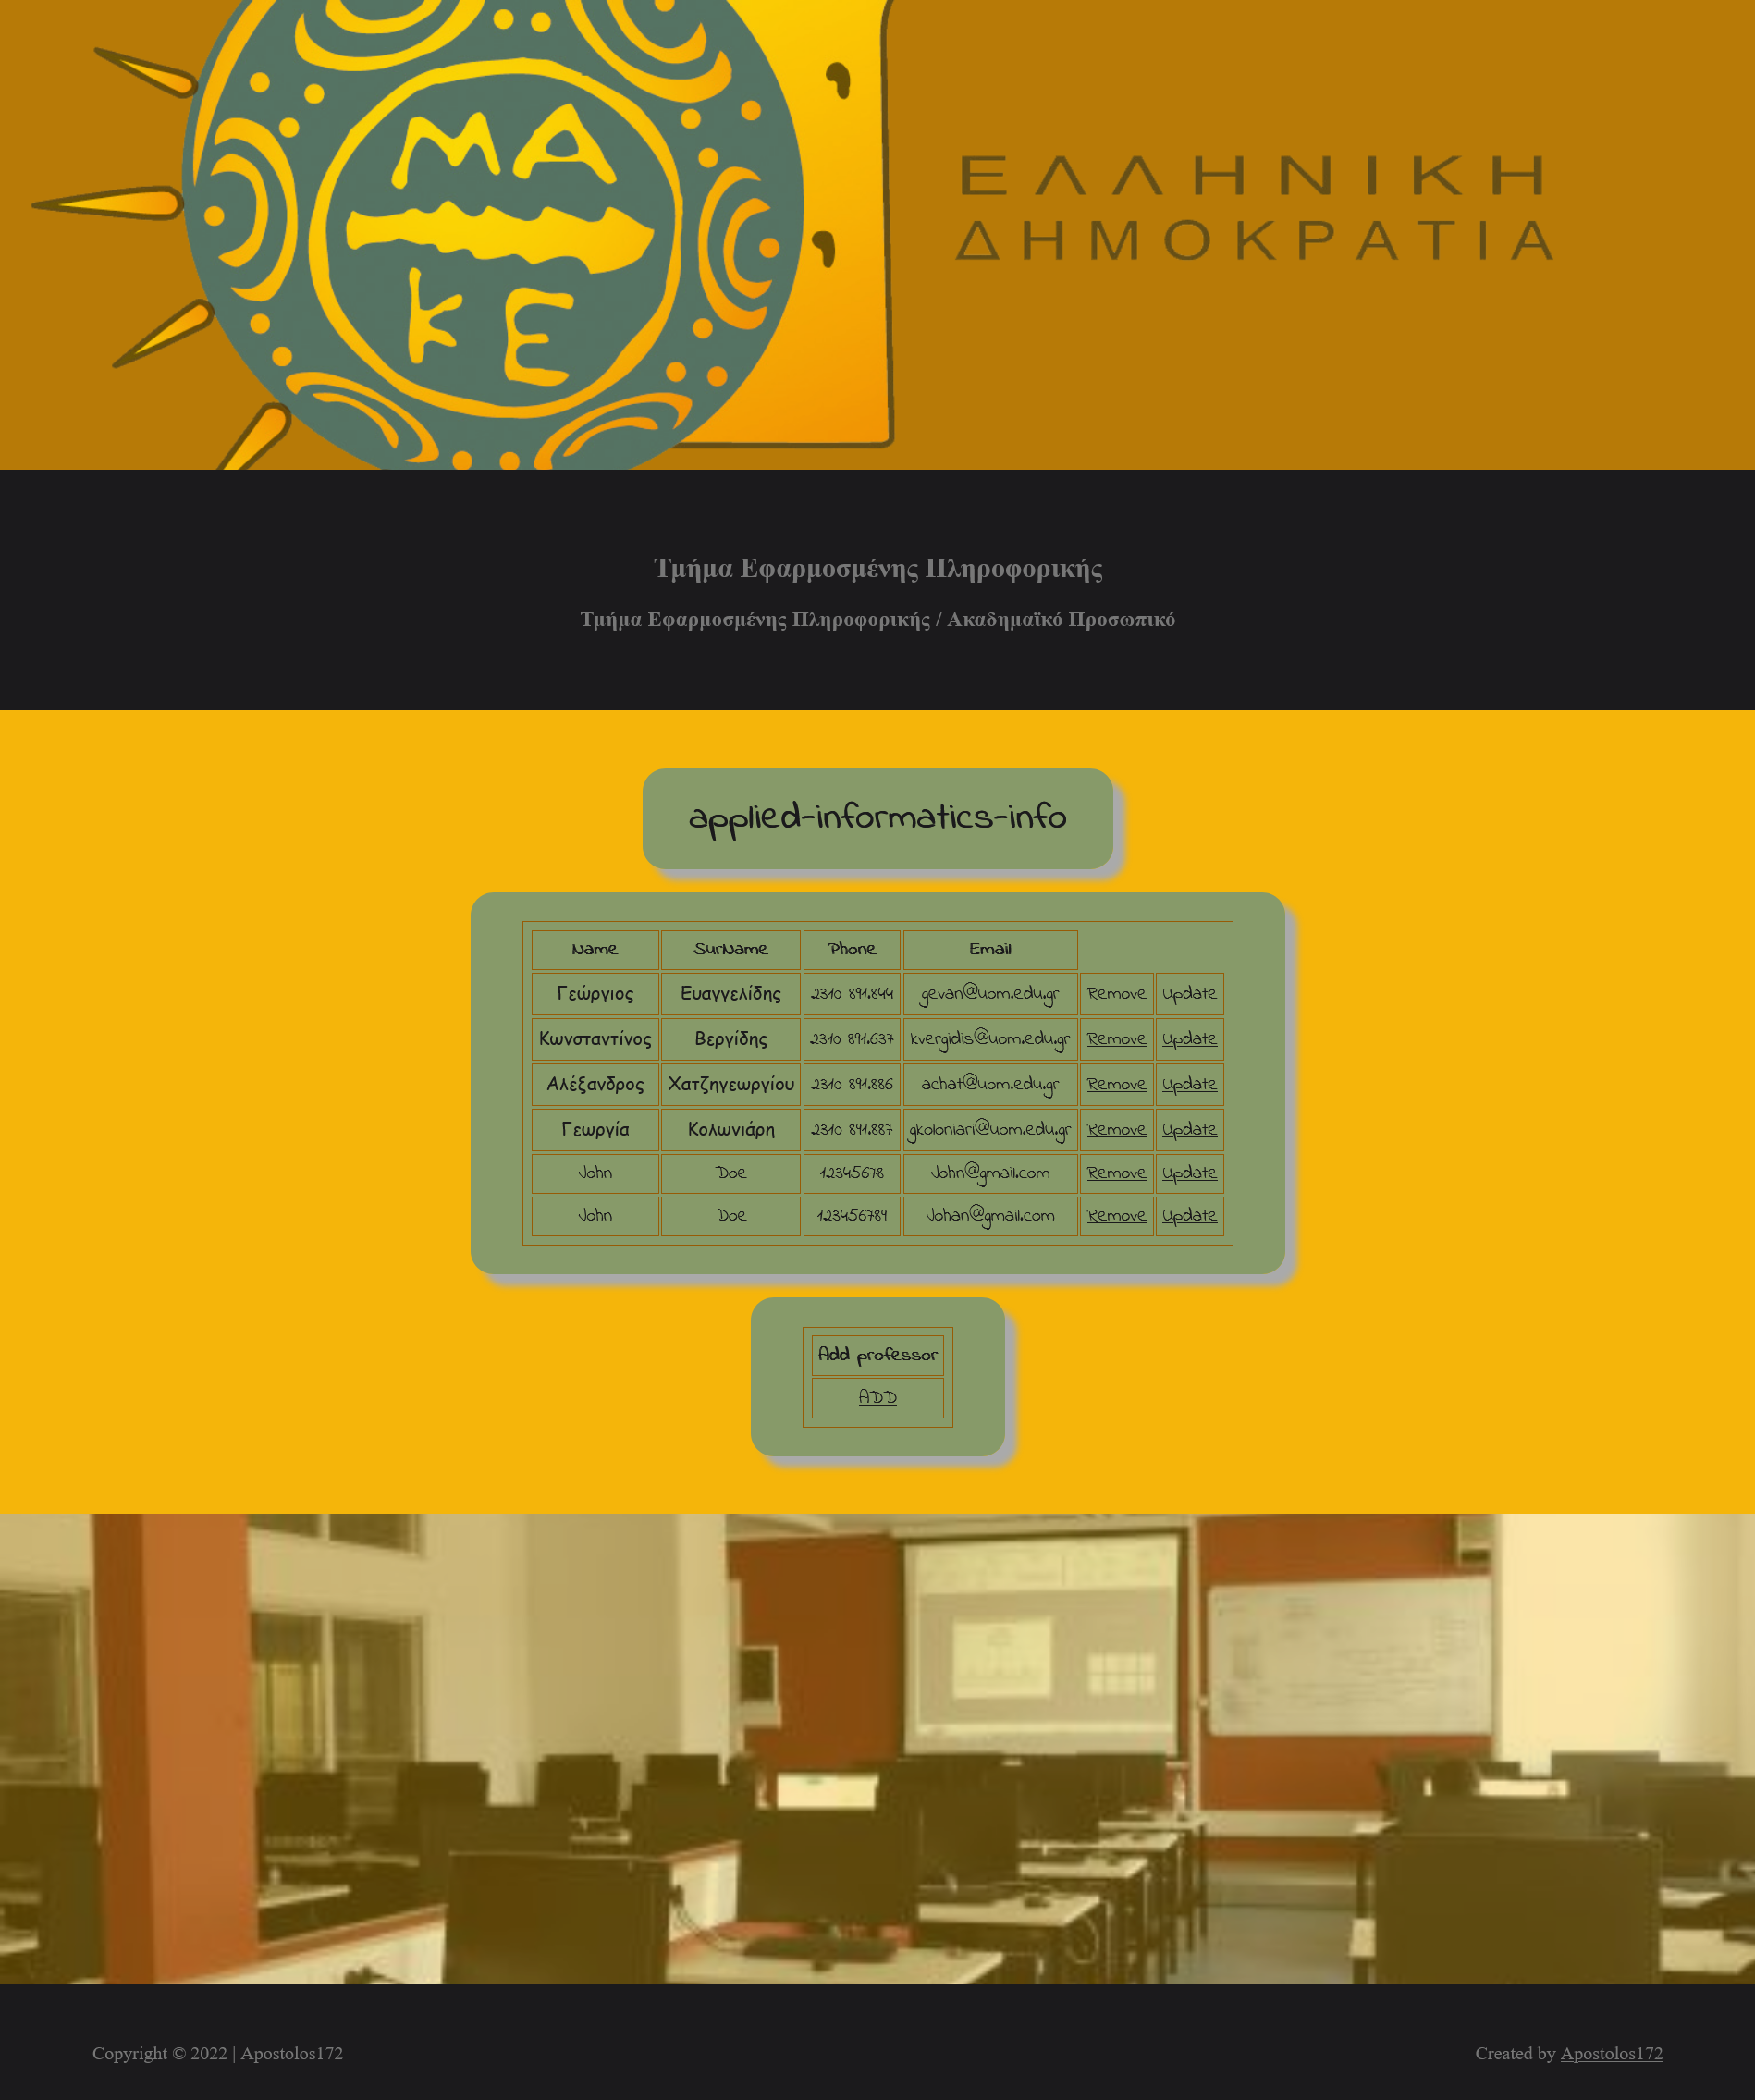 ΜΑ
ΚΕ
ΕΛΛΗΝΙΚΗ
ΔΗΜΟΚΡΑΤΙΑ
Τμήμα Εφαρμοσμένης Πληροφορικής
Τμήμα Εφαρμοσμένης Πληροφορικής / Ακαδημαϊκό Προσωπικό
applied-informatics-info
Name SurName Phone Email
Γεώργιος Ευαγγελίδης 2310 891.844 gevan@uom.edu.gr Remove Update
Κωνσταντίνος Βεργίδης 2310 891.637 kvergidis@uom.edu.gr Remove Update
Αλέξανδρος Χατζηγεωργίου 2310 891.886 achat@uom.edu.gr Remove Update
Γεωργία Κολωνιάρη 2310 891.887 gkoloniari@uom.edu.gr Remove Update
John Doe 12345678 John@gmail.com Remove Update
John Doe 123456789 Johan@gmail.com Remove Update
Add professor
ADD
Copyright © 2022 | Apostolos172
Created by Apostolos172